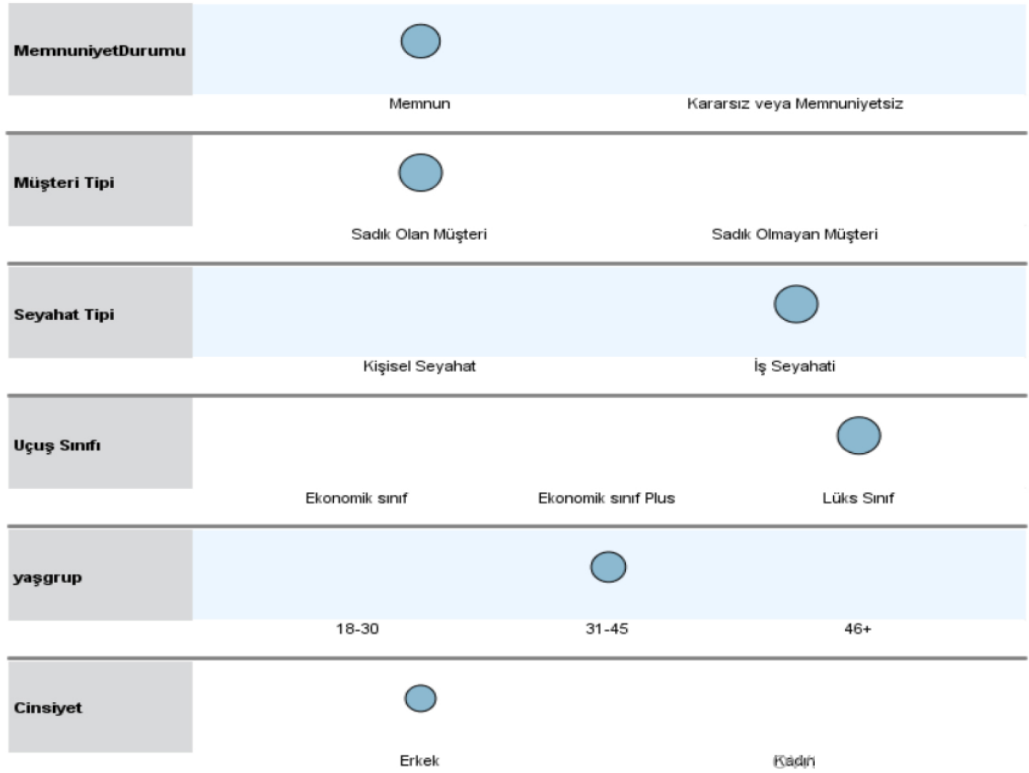 MemnuniyetDurumu
Memnun Kararsız veya Memnuniyetsiz
Müşteri Tipi
Sadık Olan Müşteri Sadık Olmayan Müşteri
Seyahat Tipi
Kişisel Seyahat İş Seyahati
Uçuş Sınıfı
Ekonomik sınıf Ekonomik sınıf Plus Lüks Sınıf
yaşgrup
18-30 31-45 46+
Cinsiyet
Erkek Kadın